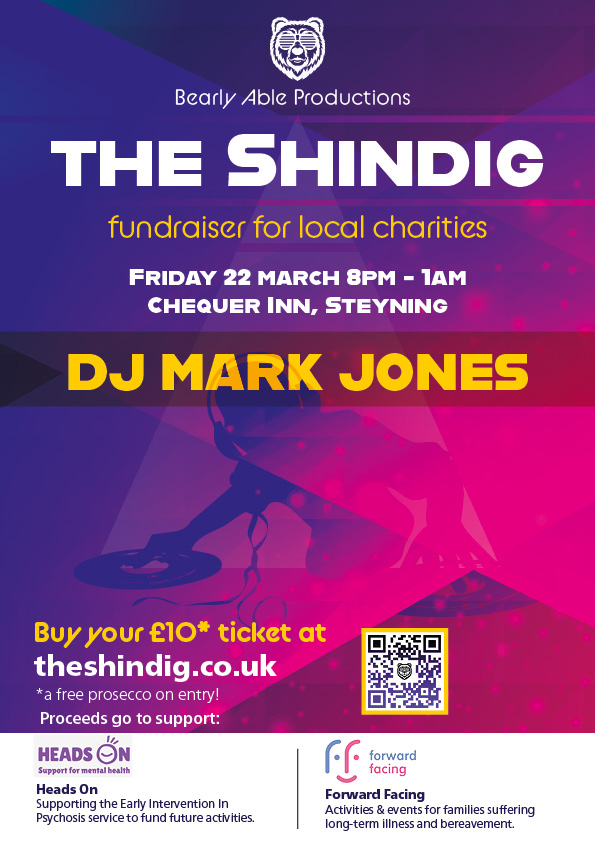 Bearly Able Productions
THE SHINDIG
fundraiser for local charities
FRIDAY 22 MARCH 8PM - 1AM
CHEQUER INN, STEYNING
DJ MARK JONES
Buy your £10* ticket at
theshindig.co.uk
*a free prosecco on entry!
Proceeds go to support:
HEADS ON
Support for mental health
Heads On
Supporting the Early Intervention In
Psychosis service to fund future activities.
forward
facing
Forward Facing
Activities & events for families suffering
long-term illness and bereavement.